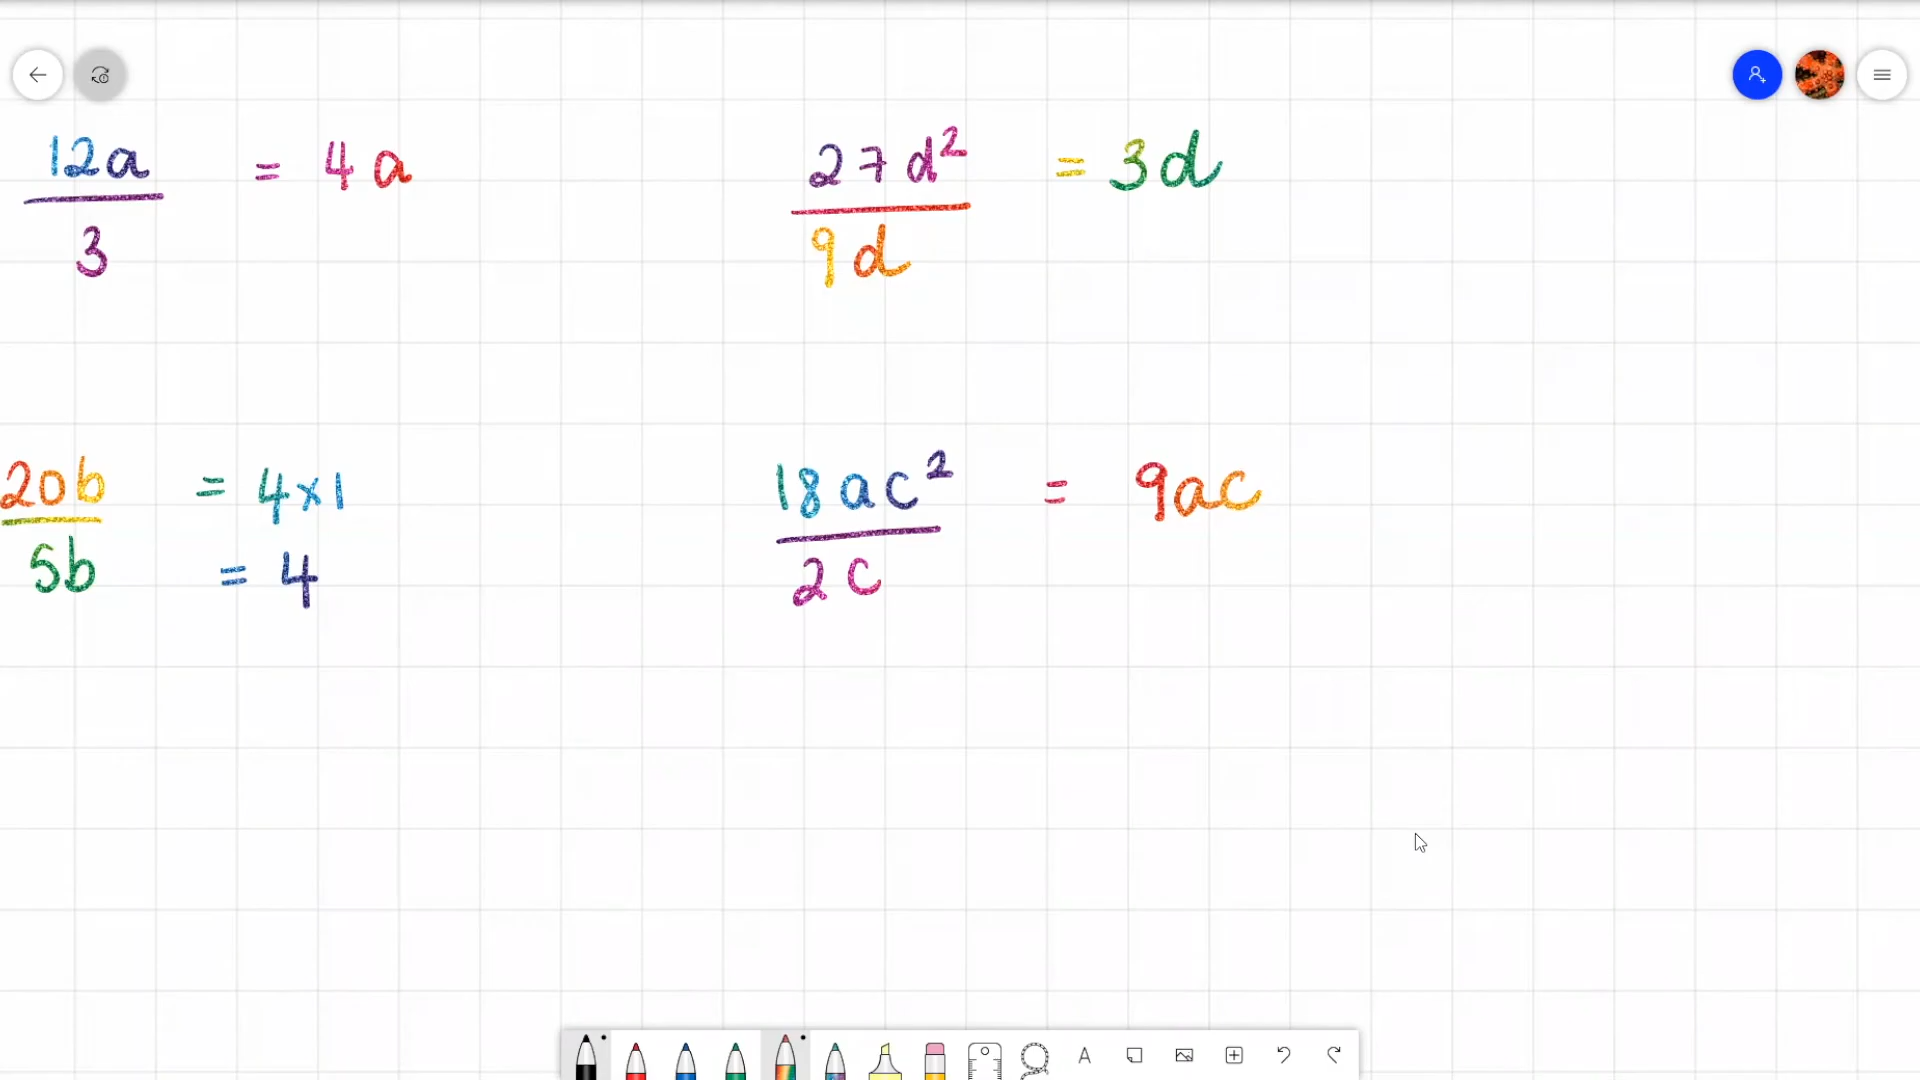 12a/3 = 4a
27d²/9d = 3d
20b/5b = 4×1
= 4
18ac²/2c = 9ac
A